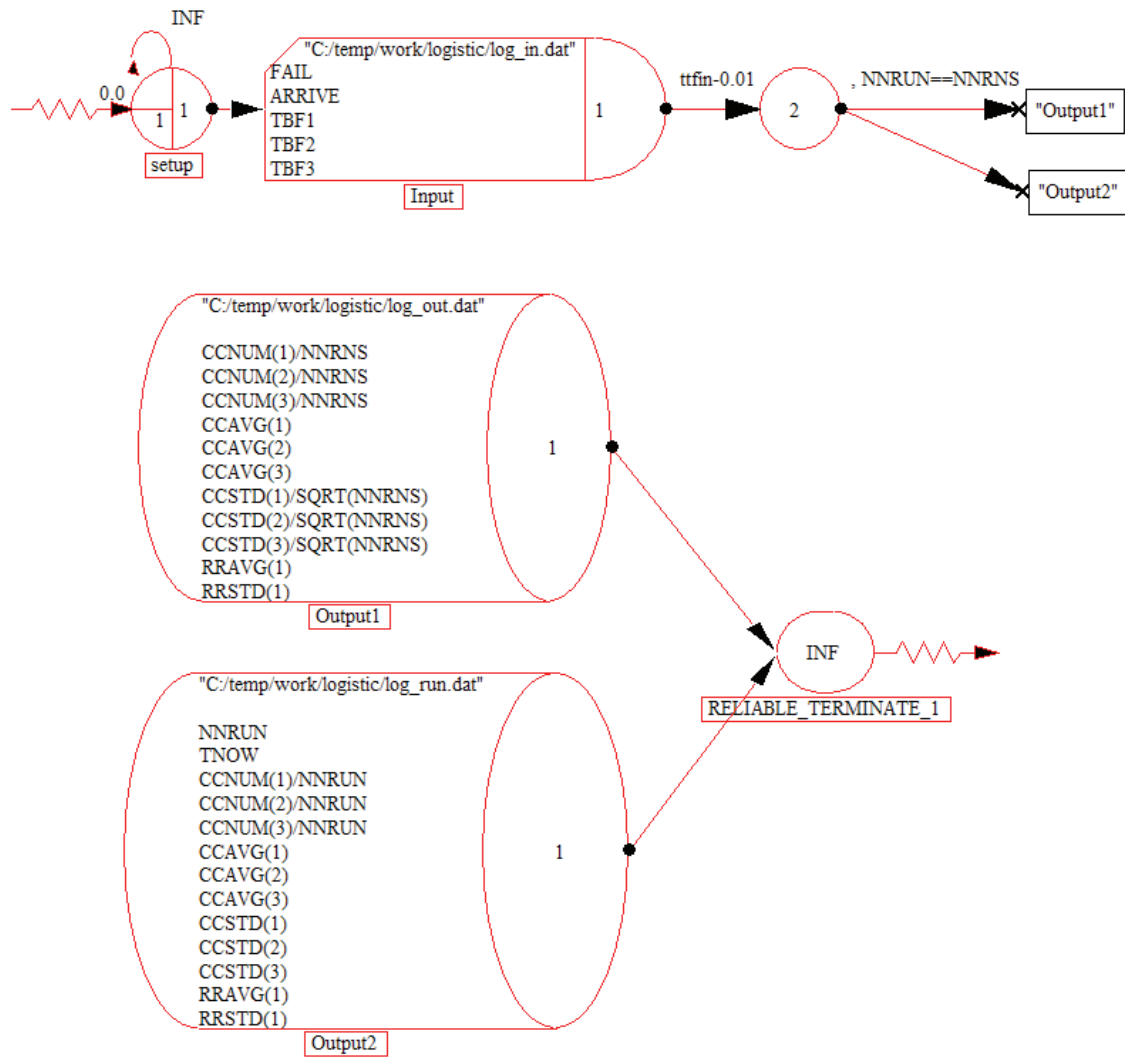 INF
0.0
1
1
setup
"C:/temp/work/logistic/log_in.dat"
FAIL
ARRIVE
TBF1
TBF2
TBF3
1
Input
ttfin-0.01
2
, NNRUN==NNRNS
"Output1"
"Output2"
"C:/temp/work/logistic/log_out.dat"
CCNUM(1)/NNRNS
CCNUM(2)/NNRNS
CCNUM(3)/NNRNS
CCAVG(1)
CCAVG(2)
CCAVG(3)
CCSTD(1)/SQRT(NNRNS)
CCSTD(2)/SQRT(NNRNS)
CCSTD(3)/SQRT(NNRNS)
RRAVG(1)
RRSTD(1)
1
Output1
INF
RELIABLE_TERMINATE_1
"C:/temp/work/logistic/log_run.dat"
NNRUN
TNOW
CCNUM(1)/NNRUN
CCNUM(2)/NNRUN
CCNUM(3)/NNRUN
CCAVG(1)
CCAVG(2)
CCAVG(3)
CCSTD(1)
CCSTD(2)
CCSTD(3)
RRAVG(1)
RRSTD(1)
1
Output2